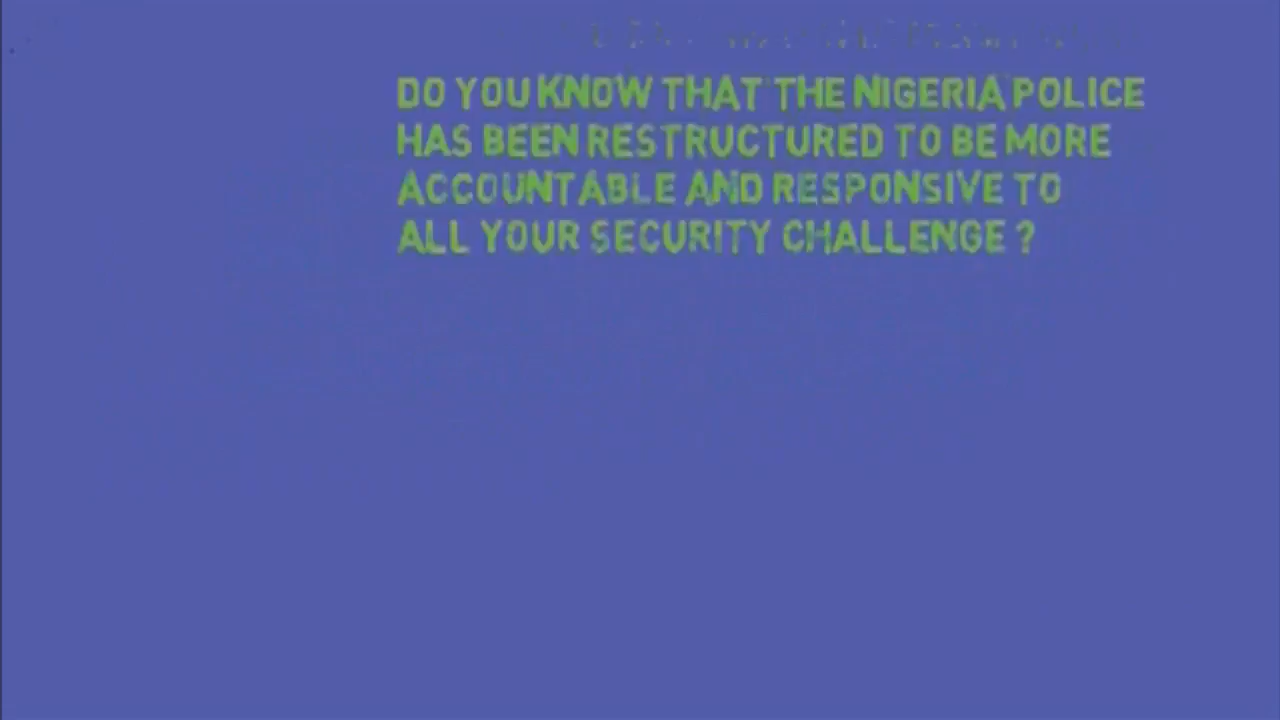 DO YOU KNOW THAT THE NIGERIA POLICE
HAS BEEN RESTRUCTURED TO BE MORE
ACCOUNTABLE AND RESPONSIVE TO
ALL YOUR SECURITY CHALLENGE ?